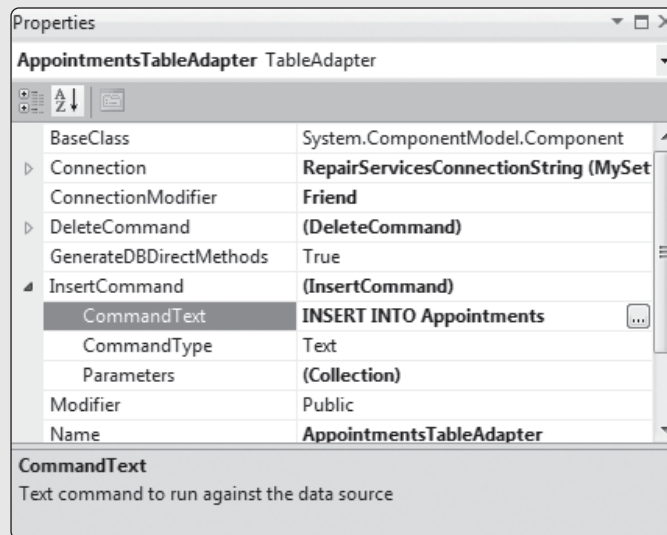 Properties
AppointmentsTableAdapter TableAdapter
A Z
BaseClass System.ComponentModel.Component
Connection RepairServicesConnectionString (MySet
ConnectionModifier Friend
DeleteCommand (DeleteCommand)
GenerateDBDirectMethods True
InsertCommand (InsertCommand)
CommandText INSERT INTO Appointments ...
CommandType Text
Parameters (Collection)
Modifier Public
Name AppointmentsTableAdapter
CommandText
Text command to run against the data source